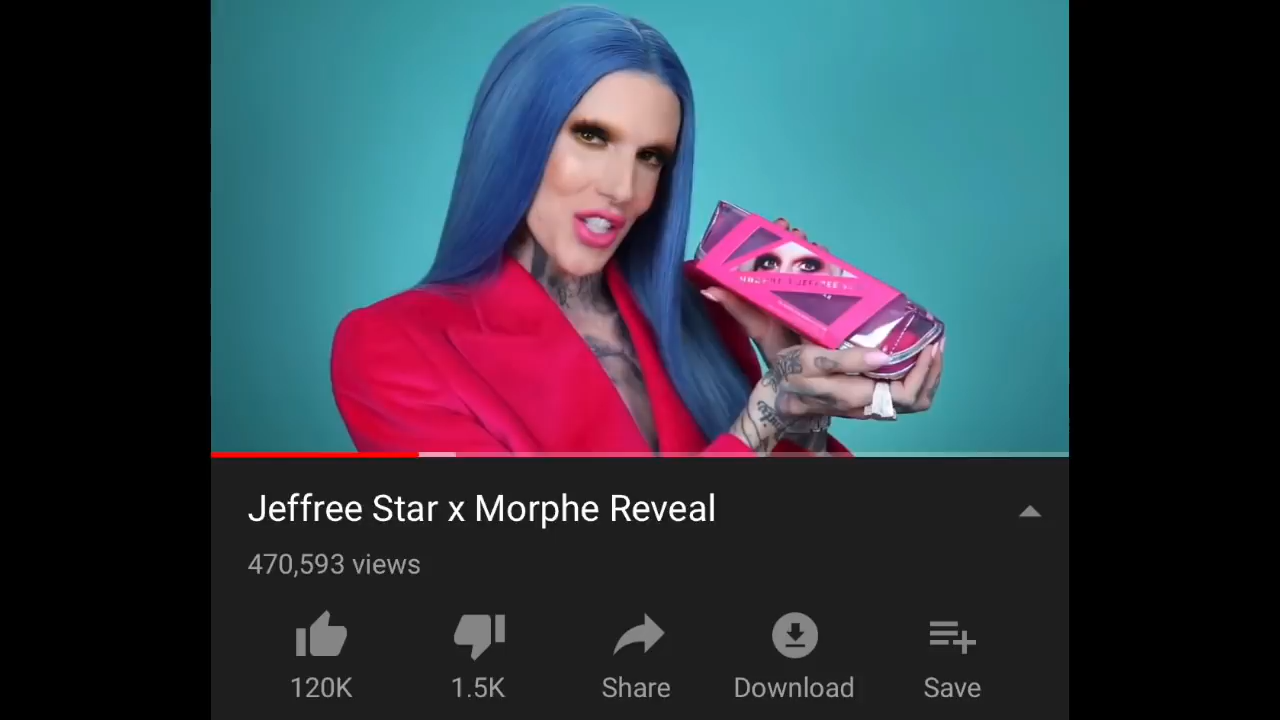 Jeffree Star x Morphe Reveal
470,593 views
120K
1.5K
Share
Download
Save